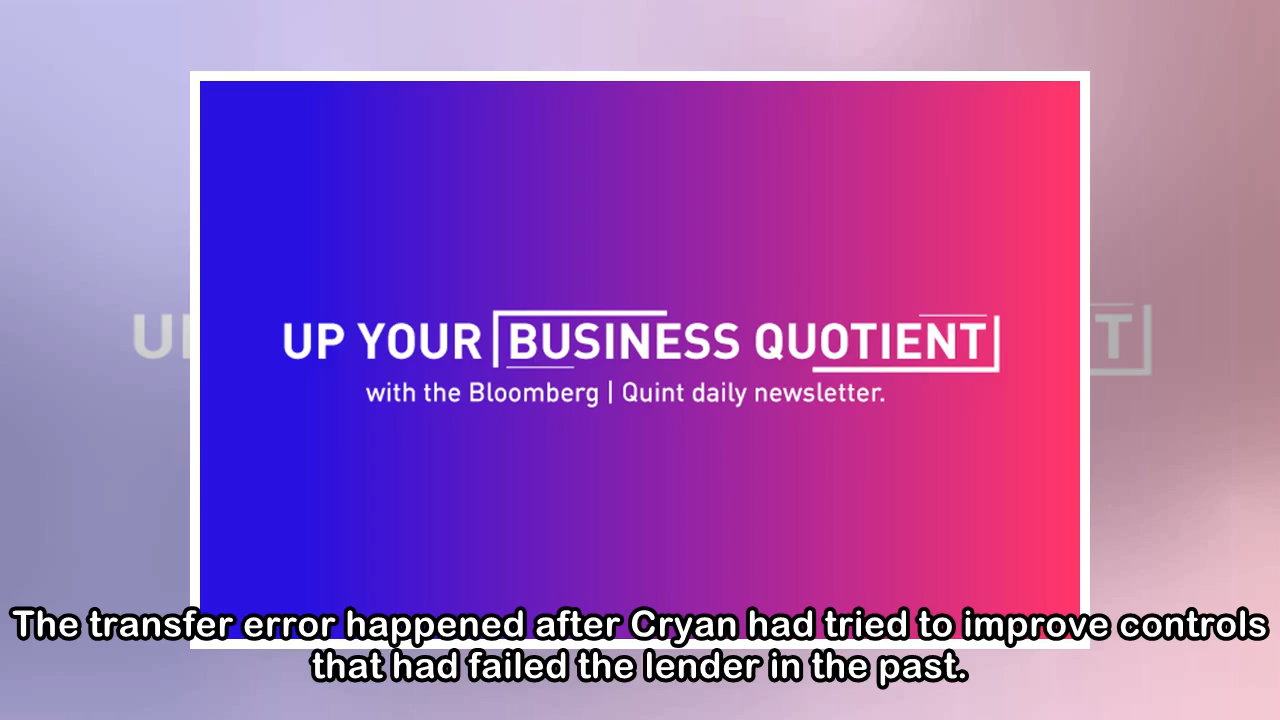 UP YOUR BUSINESS QUOTIENT
with the Bloomberg | Quint daily newsletter.
The transfer error happened after Cryan had tried to improve controls
that had failed the lender in the past.